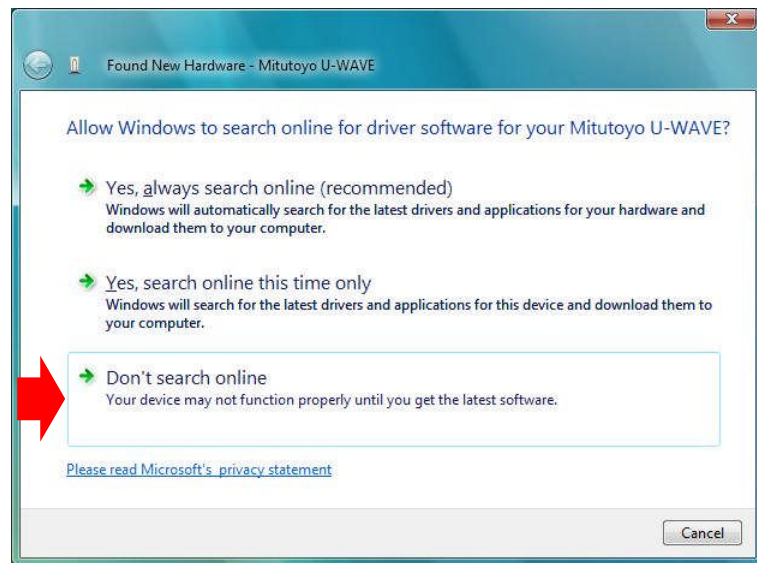 Found New Hardware - Mitutoyo U-WAVE
Allow Windows to search online for driver software for your Mitutoyo U-WAVE?
Yes, always search online (recommended)
Windows will automatically search for the latest drivers and applications for your hardware and
download them to your computer.
Yes, search online this time only
Windows will search for the latest drivers and applications for this device and download them to
your computer.
Don't search online
Your device may not function properly until you get the latest software.
Please read Microsoft's privacy statement
Cancel